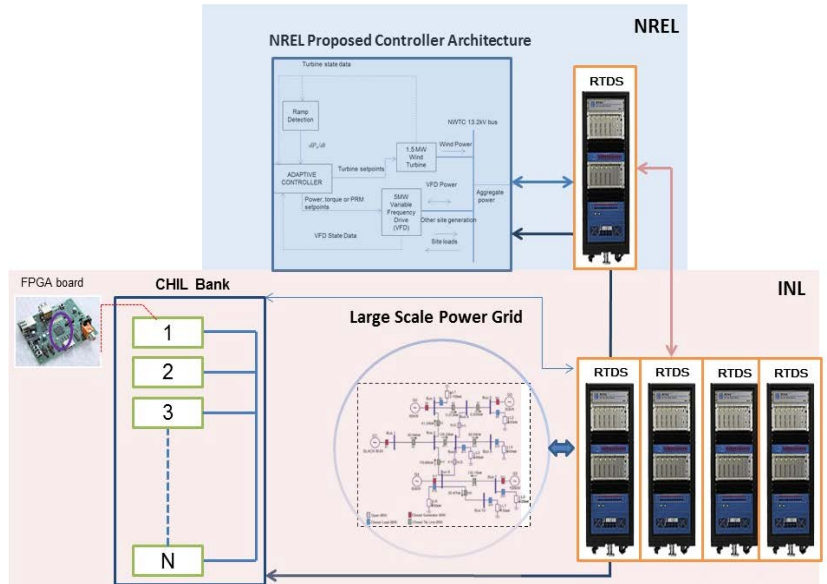 NREL
NREL Proposed Controller Architecture
RTDS
Turbine state data
Ramp
Detection
NWTC 13.2kV bus
Wind Power
1.5 MW
Wind
Turbine
Turbine setpoints
ADAPTIVE
CONTROLLER
VFD Power
Aggregate
power
Power, torque or PRM
setpoints
5MW
Variable
Frequency
Drive
(VFD)
Other site generation
VFD State Data
Site loads
FPGA board
CHIL Bank
INL
Large Scale Power Grid
1
2
3
N
RTDS
RTDS
RTDS
RTDS